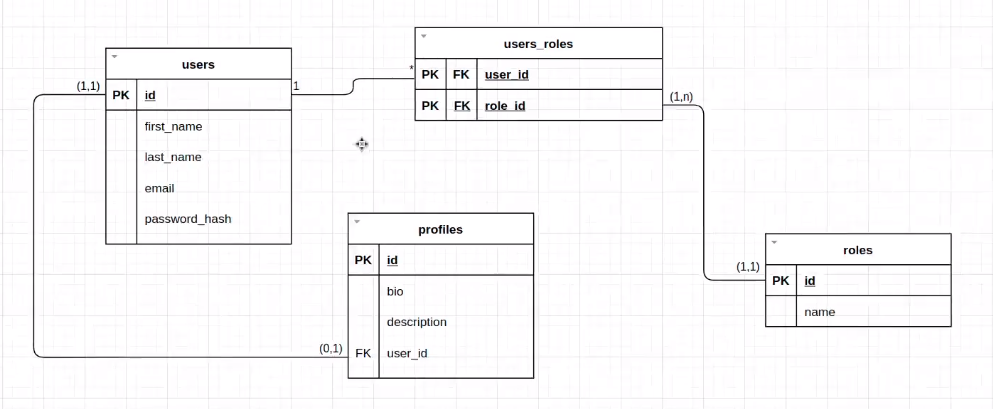 users
(1,1)
PK id
1
first_name
last_name
email
password_hash
users_roles
*
PK FK user_id
PK FK role_id
(1,n)
profiles
PK id
bio
description
(0,1)
FK user_id
roles
(1,1)
PK id
name